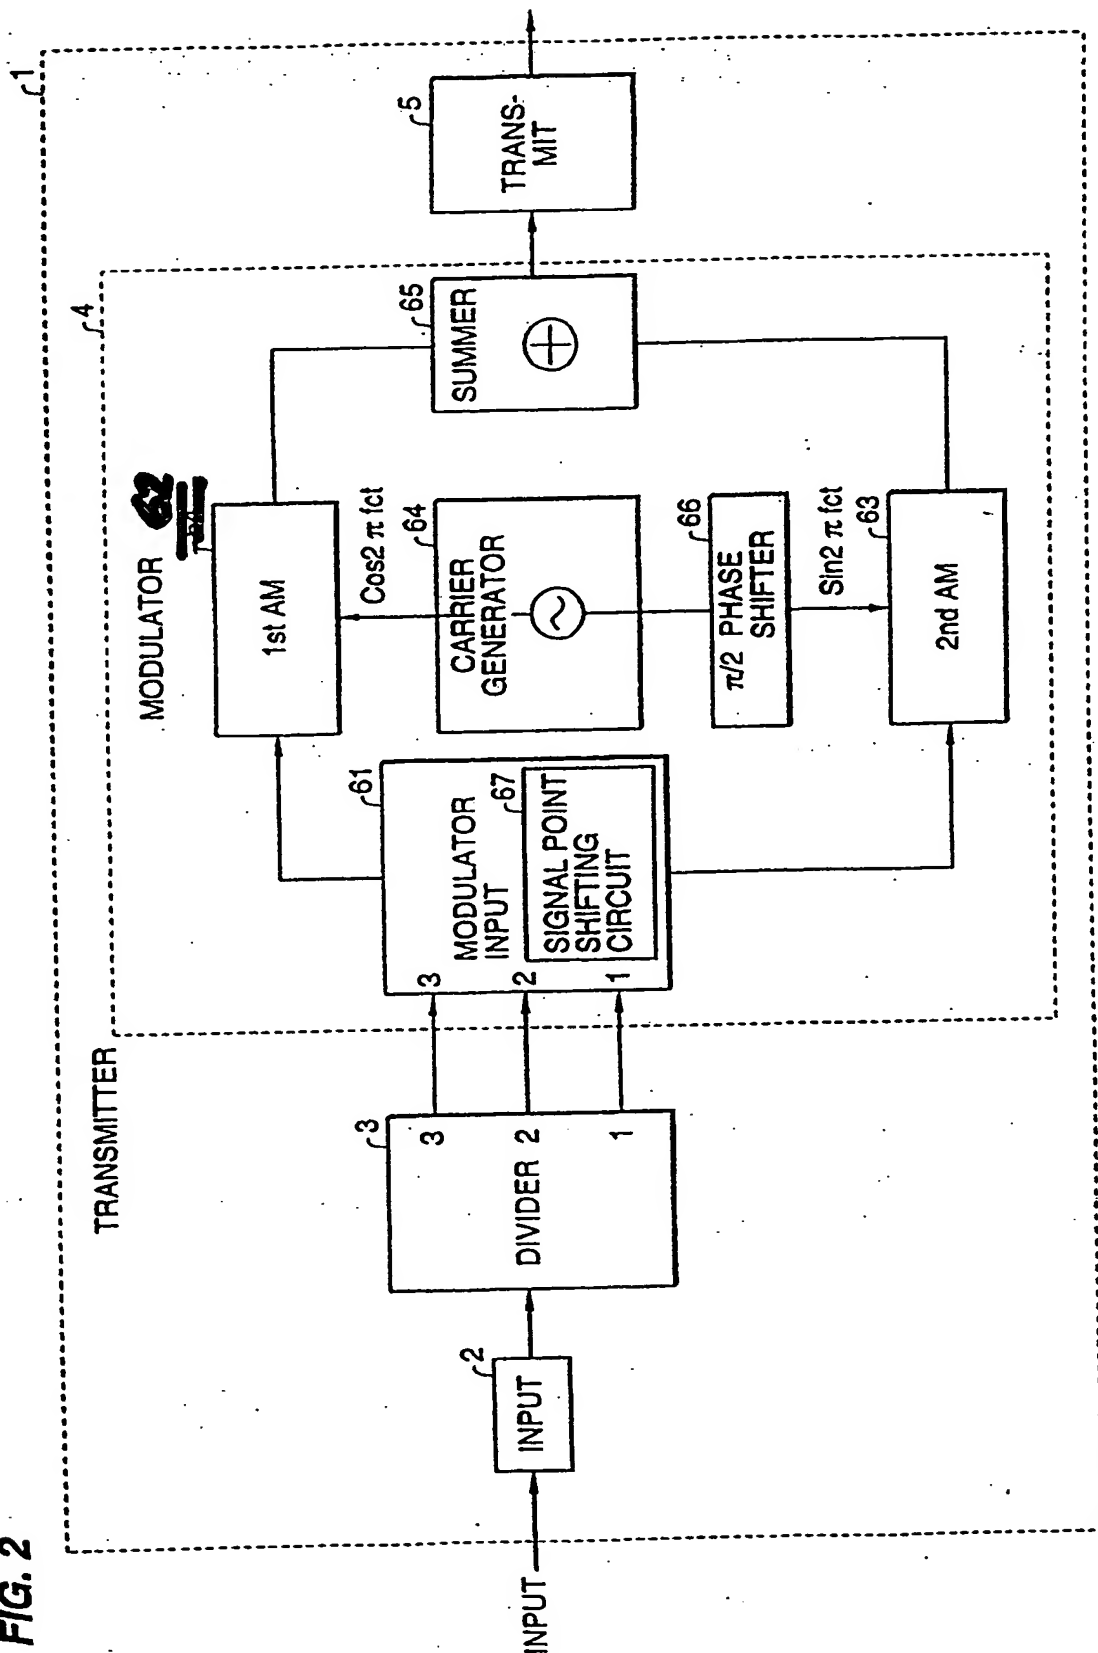 FIG. 2
TRANSMITTER
1
MODULATOR
4
INPUT
INPUT
2
DIVIDER
3
3
2
1
MODULATOR
INPUT
61
3
2
1
SIGNAL POINT
SHIFTING
CIRCUIT
67
1st AM
62
Cos2 π fct
CARRIER
GENERATOR
64
π/2 PHASE
SHIFTER
66
Sin2 π fct
2nd AM
63
SUMMER
65
TRANS-
MIT
5